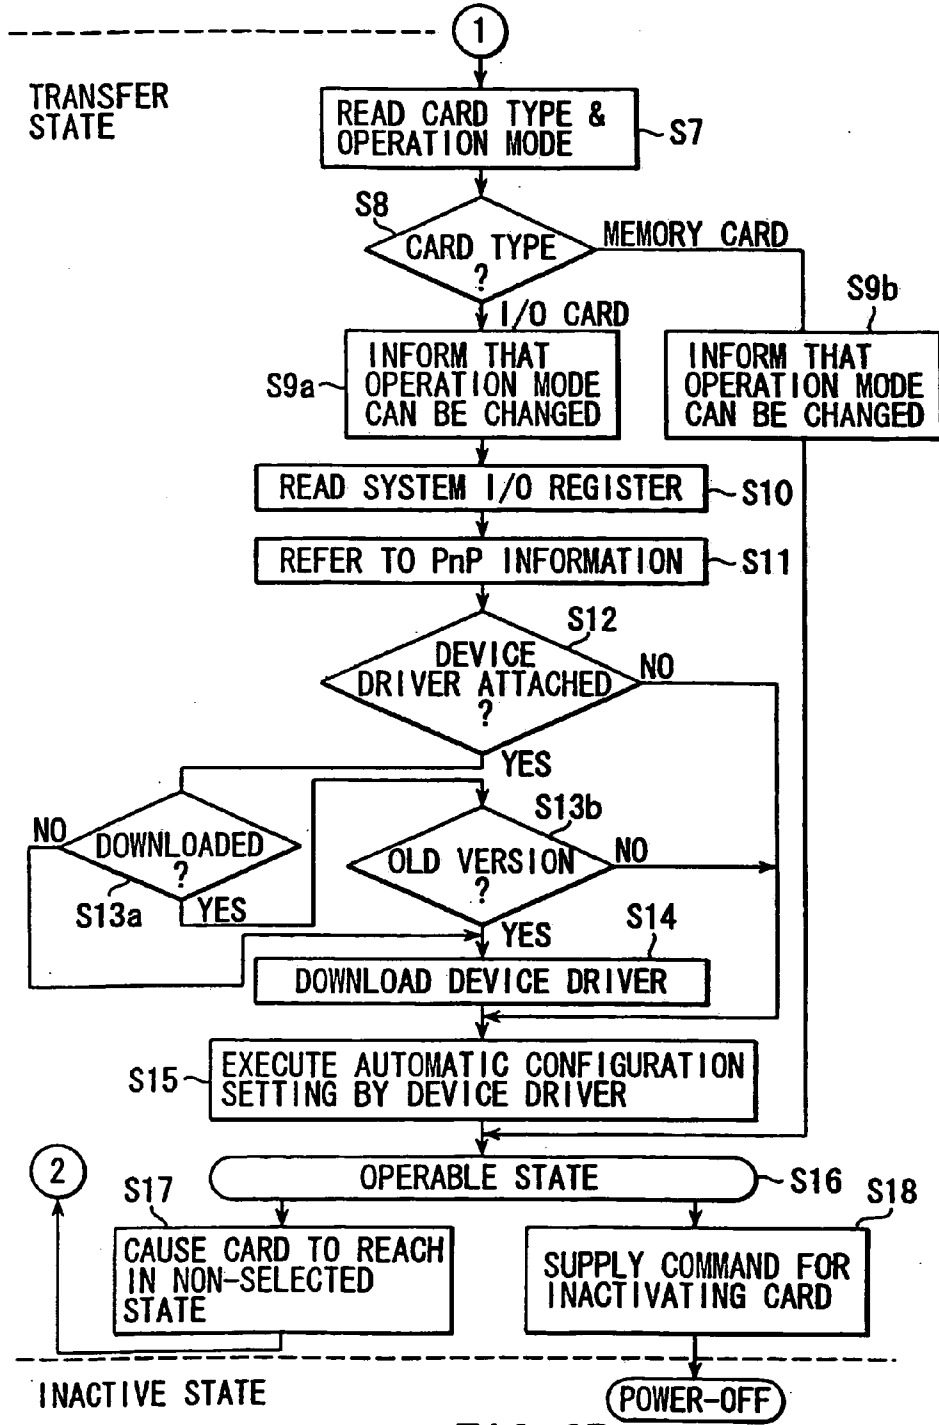 1
TRANSFER
STATE
READ CARD TYPE &
OPERATION MODE
S7
S8
CARD TYPE
?
MEMORY CARD
I/O CARD
S9b
S9a
INFORM THAT
OPERATION MODE
CAN BE CHANGED
INFORM THAT
OPERATION MODE
CAN BE CHANGED
READ SYSTEM I/O REGISTER
S10
REFER TO PnP INFORMATION
S11
S12
DEVICE
DRIVER ATTACHED
?
NO
YES
S13b
NO
DOWNLOADED
?
OLD VERSION
?
NO
S13a
YES
YES
S14
DOWNLOAD DEVICE DRIVER
S15
EXECUTE AUTOMATIC CONFIGURATION
SETTING BY DEVICE DRIVER
2
OPERABLE STATE
S16
S17
S18
CAUSE CARD TO REACH
IN NON-SELECTED
STATE
SUPPLY COMMAND FOR
INACTIVATING CARD
INACTIVE STATE
POWER-OFF